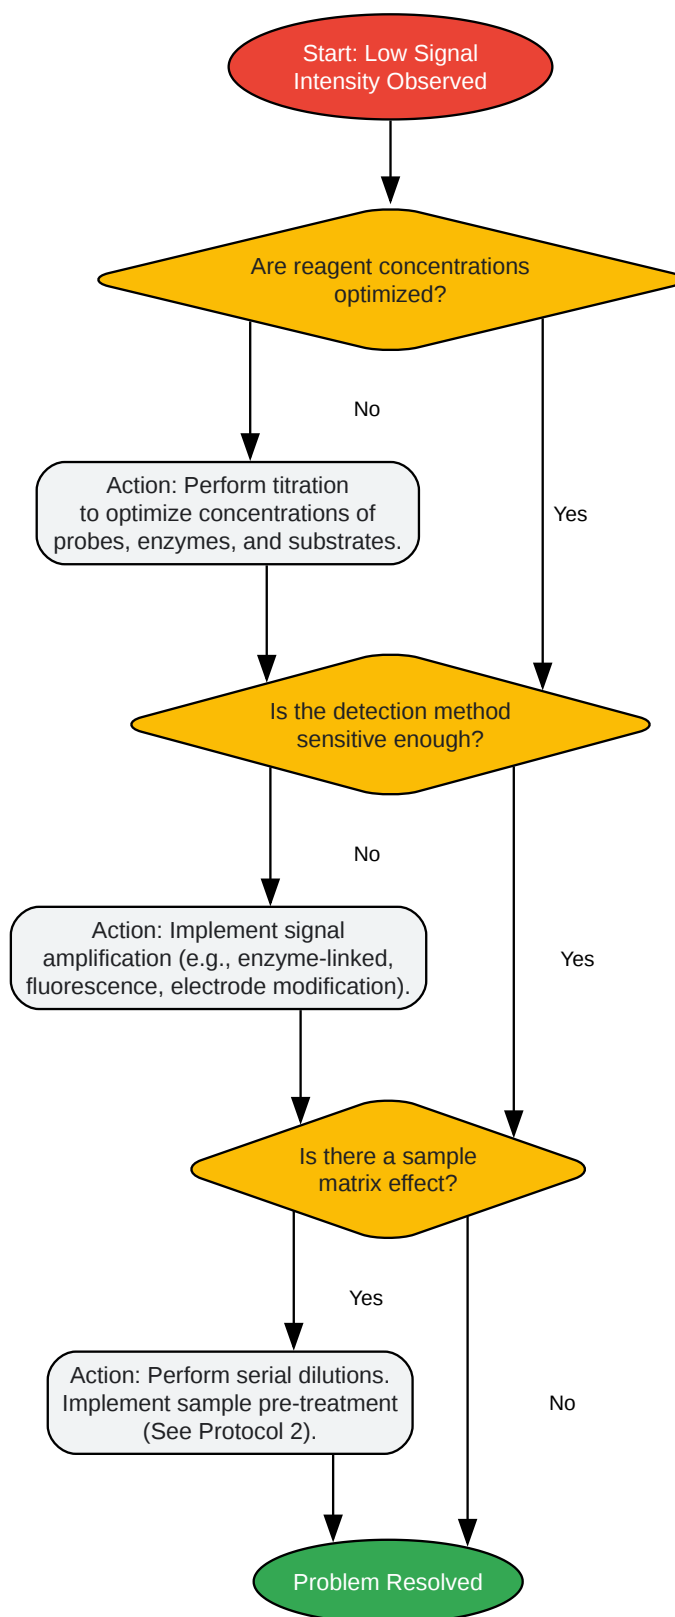 Start: Low Signal
Intensity Observed
Are reagent concentrations
optimized?
No
Action: Perform titration
to optimize concentrations of
probes, enzymes, and substrates.
Yes
Is the detection method
sensitive enough?
No
Action: Implement signal
amplification (e.g., enzyme-linked,
fluorescence, electrode modification).
Yes
Is there a sample
matrix effect?
Yes
Action: Perform serial dilutions.
Implement sample pre-treatment
(See Protocol 2).
No
Problem Resolved